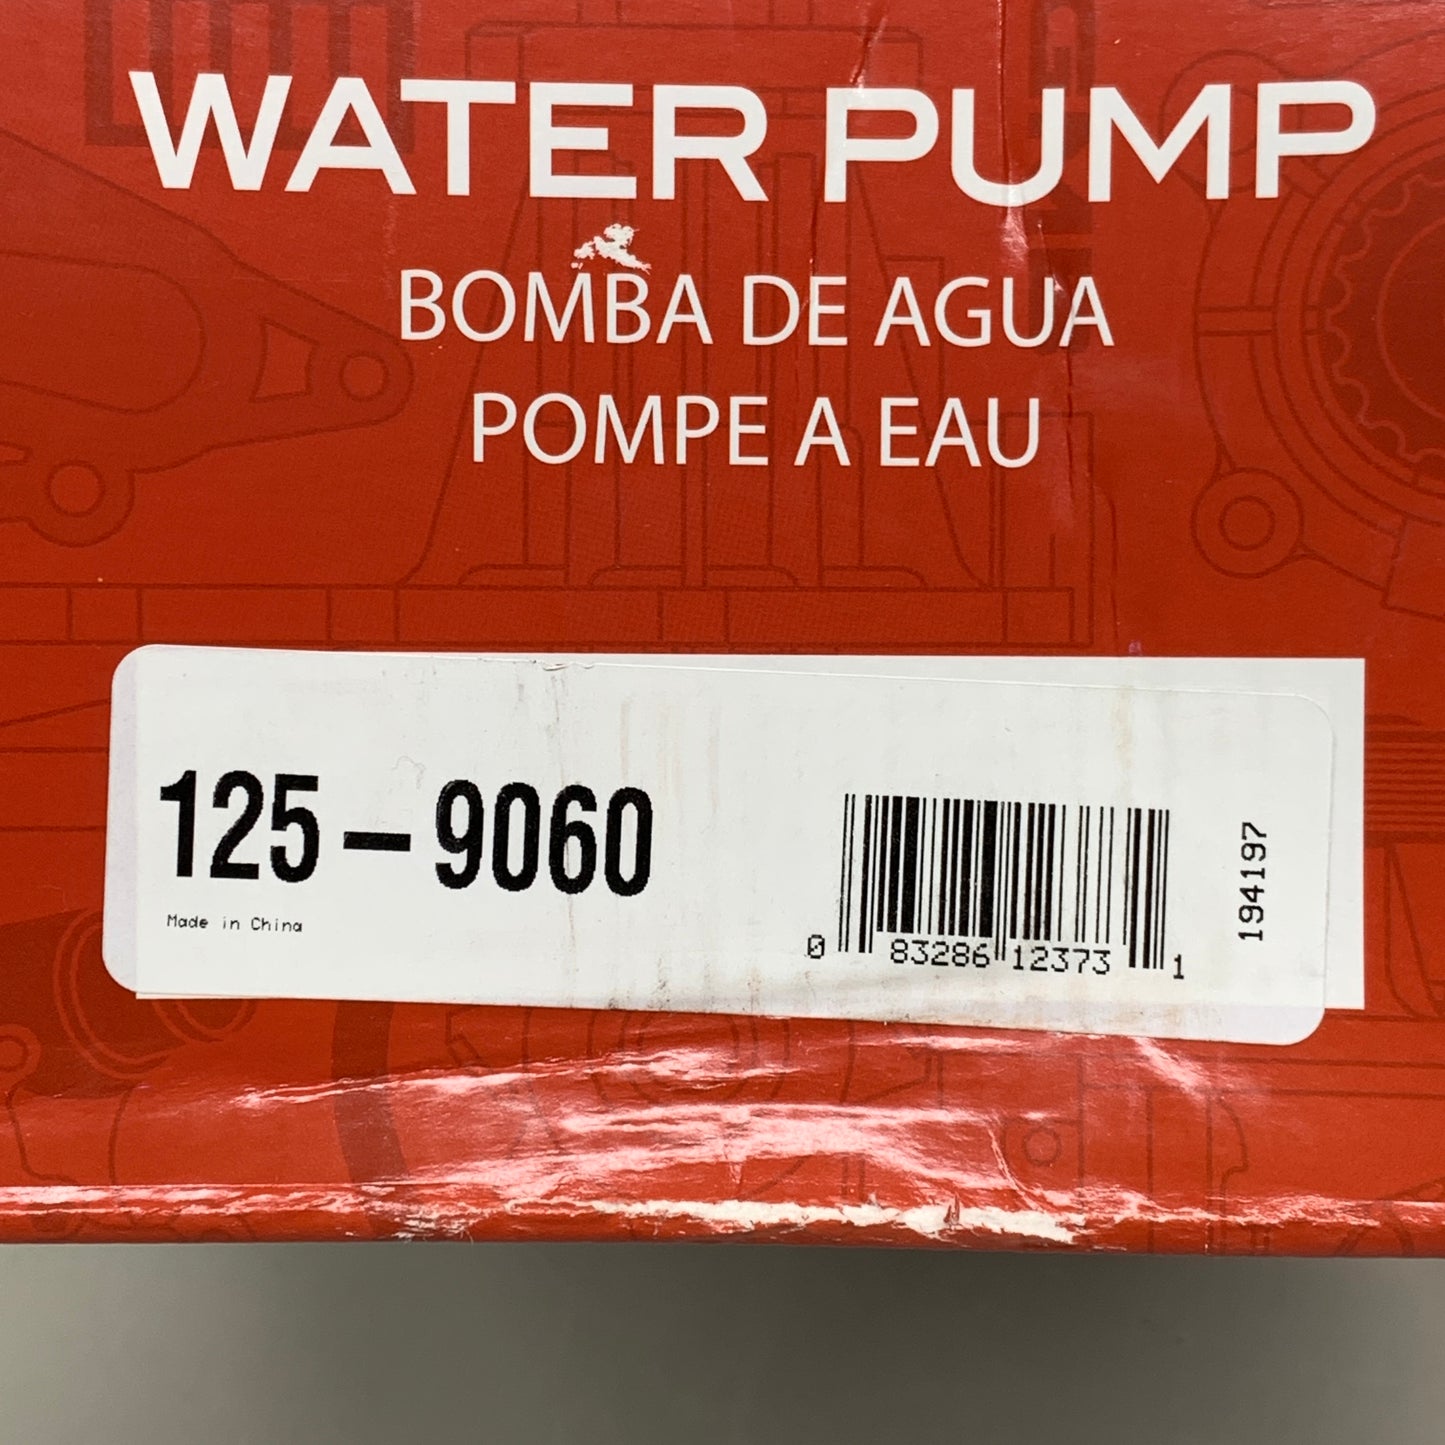 WATER PUMP
BOMBA DE AGUA
POMPE A EAU
125-9060
Made in China
0 83286 12373 1
194197